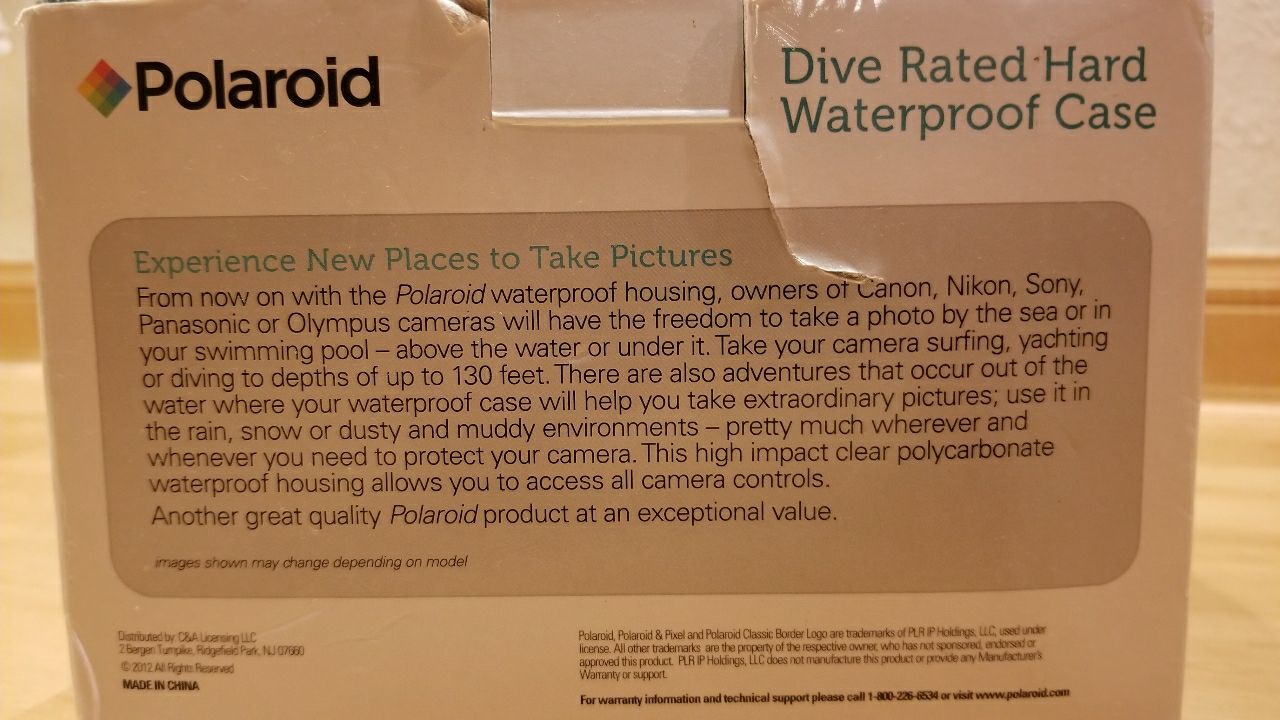 Polaroid
Dive Rated Hard
Waterproof Case
Experience New Places to Take Pictures
From now on with the Polaroid waterproof housing, owners of Canon, Nikon, Sony,
Panasonic or Olympus cameras will have the freedom to take a photo by the sea or in
your swimming pool – above the water or under it. Take your camera surfing, yachting
or diving to depths of up to 130 feet. There are also adventures that occur out of the
water where your waterproof case will help you take extraordinary pictures; use it in
the rain, snow or dusty and muddy environments – pretty much wherever and
whenever you need to protect your camera. This high impact clear polycarbonate
waterproof housing allows you to access all camera controls.
Another great quality Polaroid product at an exceptional value.
images shown may change depending on model
Distributed by: C&A Licensing LLC
2 Bergen Turnpike, Ridgefield Park, NJ 07660
© 2012 All Rights Reserved
MADE IN CHINA
Polaroid, Polaroid & Pixel and Polaroid Classic Border Logo are trademarks of PLR IP Holdings, LLC, used under
license. All other trademarks are the property of the respective owner, who has not sponsored, endorsed or
approved this product. PLR IP Holdings, LLC does not manufacture this product or provide any Manufacturer's
Warranty or support.
For warranty information and technical support please call 1-800-226-6534 or visit www.polaroid.com